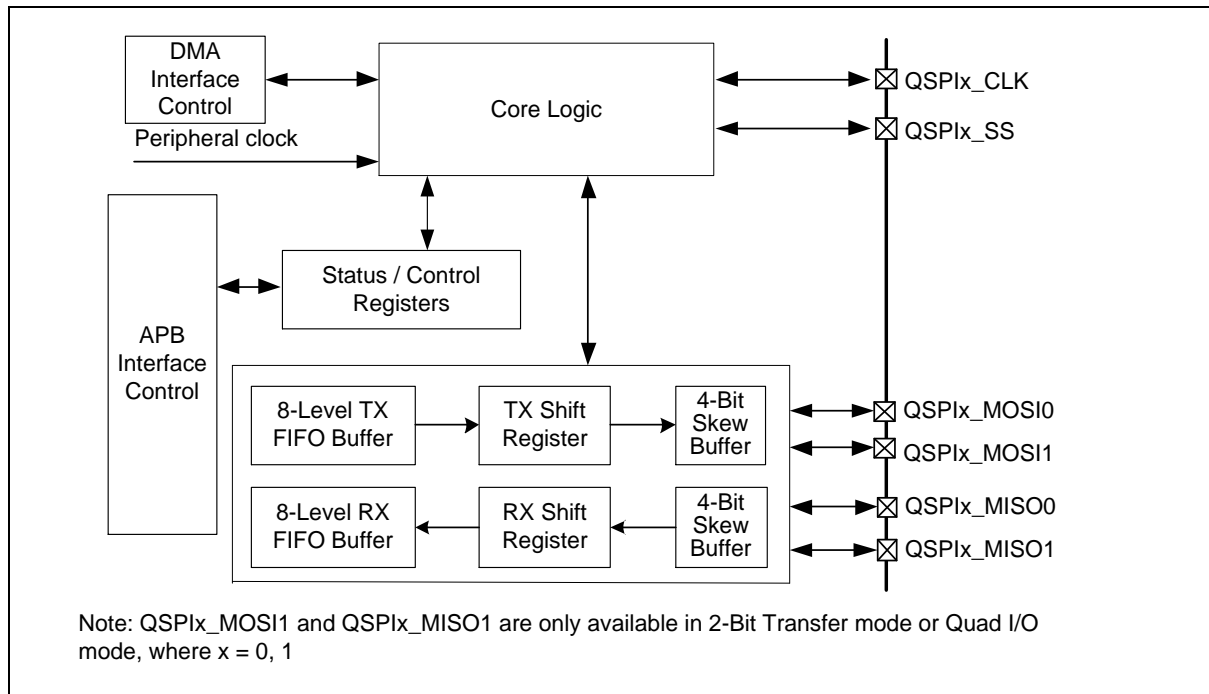 DMA
Interface
Control
Peripheral clock
Core Logic
QSPIx_CLK
QSPIx_SS
Status / Control
Registers
APB
Interface
Control
8-Level TX
FIFO Buffer
TX Shift
Register
4-Bit
Skew
Buffer
8-Level RX
FIFO Buffer
RX Shift
Register
4-Bit
Skew
Buffer
QSPIx_MOSI0
QSPIx_MOSI1
QSPIx_MISO0
QSPIx_MISO1
Note: QSPIx_MOSI1 and QSPIx_MISO1 are only available in 2-Bit Transfer mode or Quad I/O
mode, where x = 0, 1